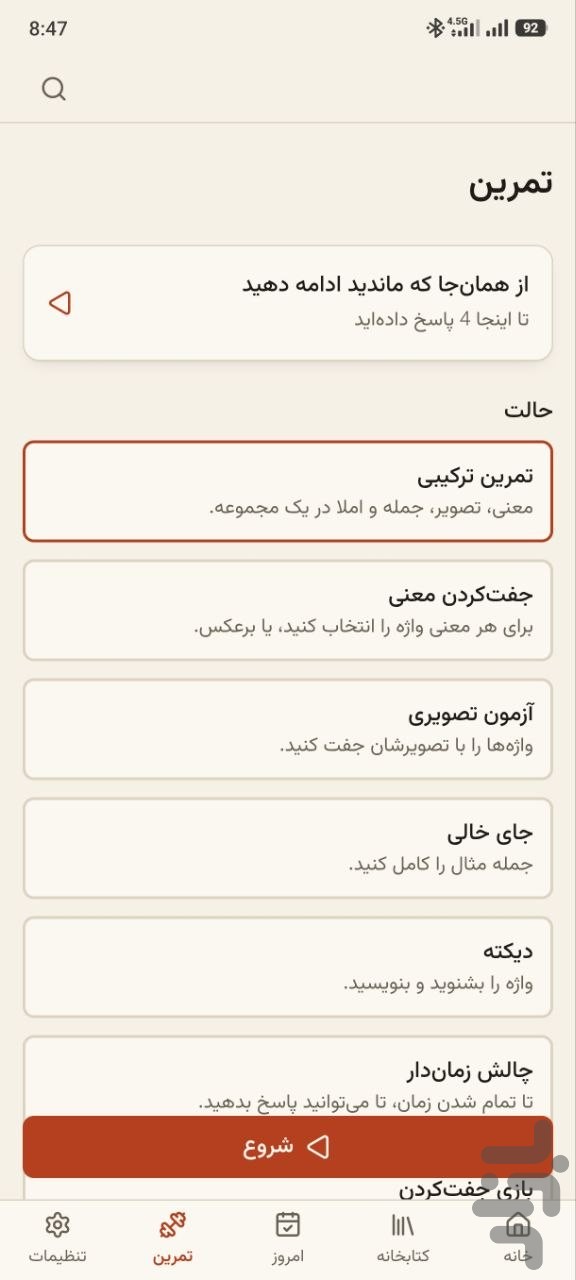 8:47
4.5G
92
تمرین
از همان‌جا که ماندید ادامه دهید
تا اینجا 4 پاسخ داده‌اید
حالت
تمرین ترکیبی
معنی، تصویر، جمله و املا در یک مجموعه.
جفت‌کردن معنی
برای هر معنی واژه را انتخاب کنید، یا برعکس.
آزمون تصویری
واژه‌ها را با تصویرشان جفت کنید.
جای خالی
جمله مثال را کامل کنید.
دیکته
واژه را بشنوید و بنویسید.
چالش زمان‌دار
تا تمام شدن زمان، تا می‌توانید پاسخ بدهید.
شروع
بازی جفت‌کردن
خانه
کتابخانه
امروز
تمرین
تنظیمات